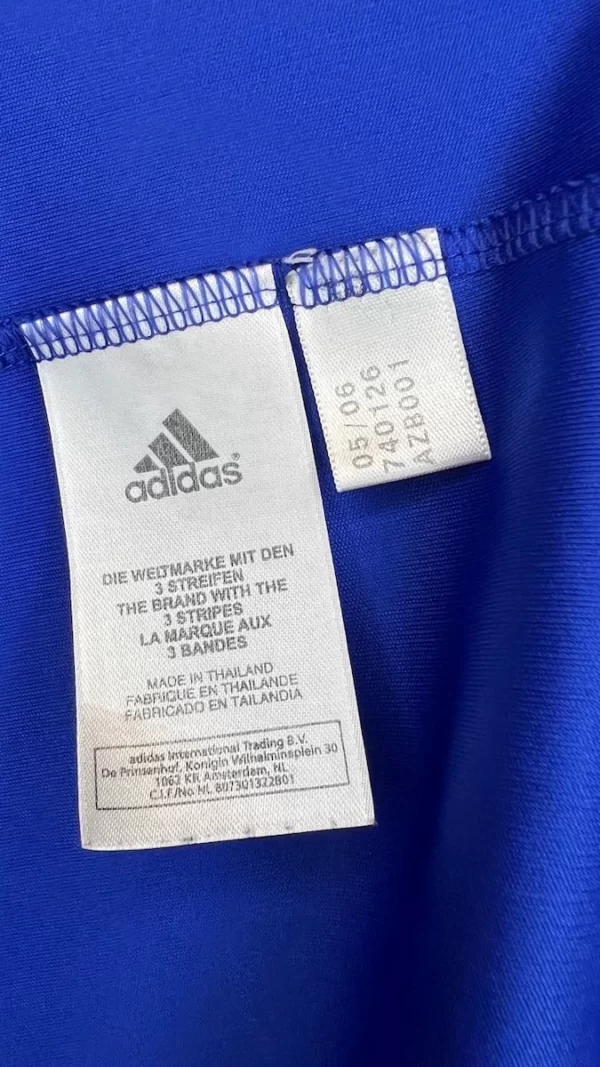 adidas®
DIE WELTMARKE MIT DEN
3 STREIFEN
THE BRAND WITH THE
3 STRIPES
LA MARQUE AUX
3 BANDES
MADE IN THAILAND
FABRIQUE EN THAILANDE
FABRICADO EN TAILANDIA
adidas International Trading B.V.
De Prinsenhof, Konigin Wilhalminaplein 30
1062 KR Amsterdam, NL
C.I.F/No NL 807301322B01
05/06
740126
AZB001